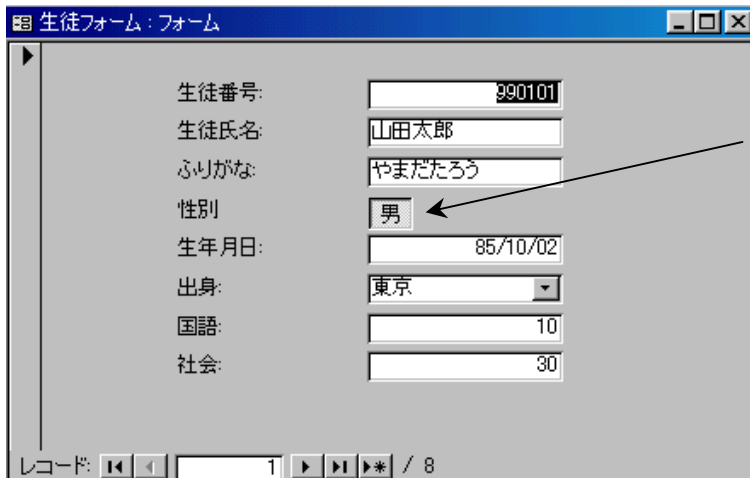 生徒フォーム : フォーム
生徒番号: 990101
生徒氏名: 山田太郎
ふりがな: やまだたろう
性別 男
生年月日: 85/10/02
出身: 東京
国語: 10
社会: 30
レコード: 1 / 8